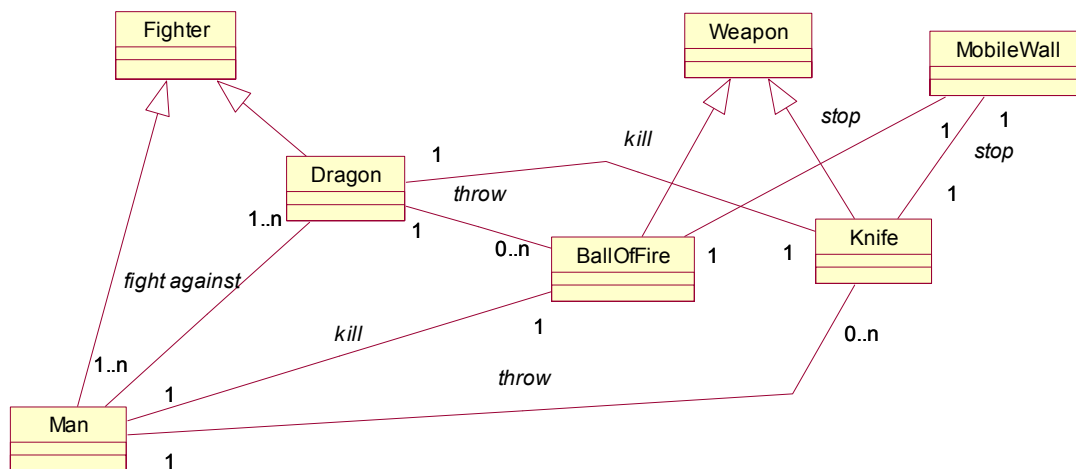 Fighter
Weapon
MobileWall
stop
kill
1
1
1
stop
Dragon
throw
1
1..n
1
0..n
BallOfFire
1
1
Knife
fight against
kill
1
0..n
1..n
1
throw
Man
1